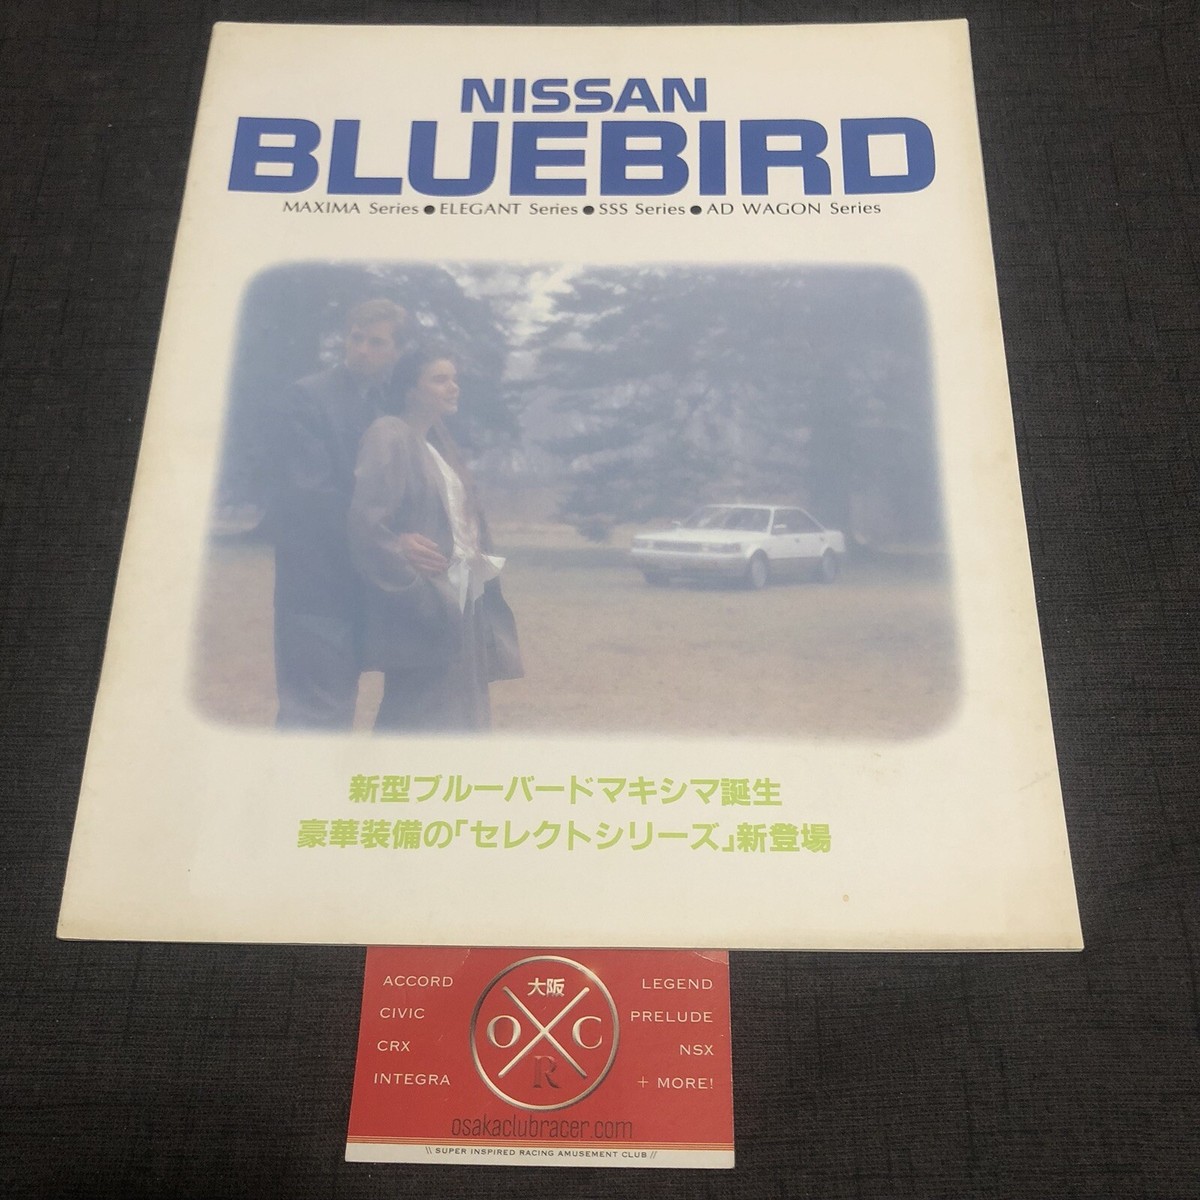 NISSAN
BLUEBIRD
MAXIMA Series ● ELEGANT Series ● SSS Series ● AD WAGON Series
新型ブルーバードマキシマ誕生
豪華装備の「セレクトシリーズ」新登場
ACCORD
CIVIC
CRX
INTEGRA
大阪
O C
R
LEGEND
PRELUDE
NSX
+ MORE!
osakaclubracer.com
\\ SUPER INSPIRED RACING AMUSEMENT CLUB //